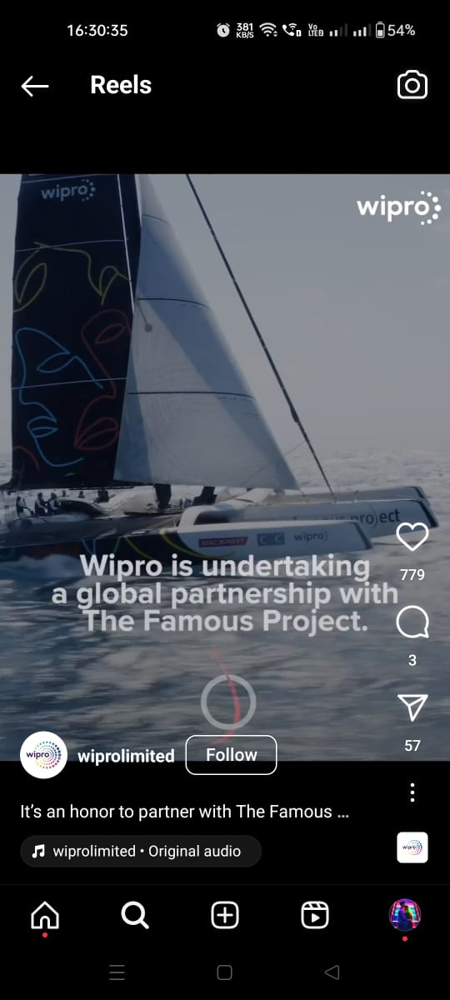 16:30:35
381 KB/S
Vo LTE2
54%
Reels
wipro
wipro
project
IDEC SPORT
wipro
Wipro is undertaking
a global partnership with
The Famous Project.
779
3
57
wipro
wiprolimited
Follow
It's an honor to partner with The Famous ...
wiprolimited • Original audio
wipro